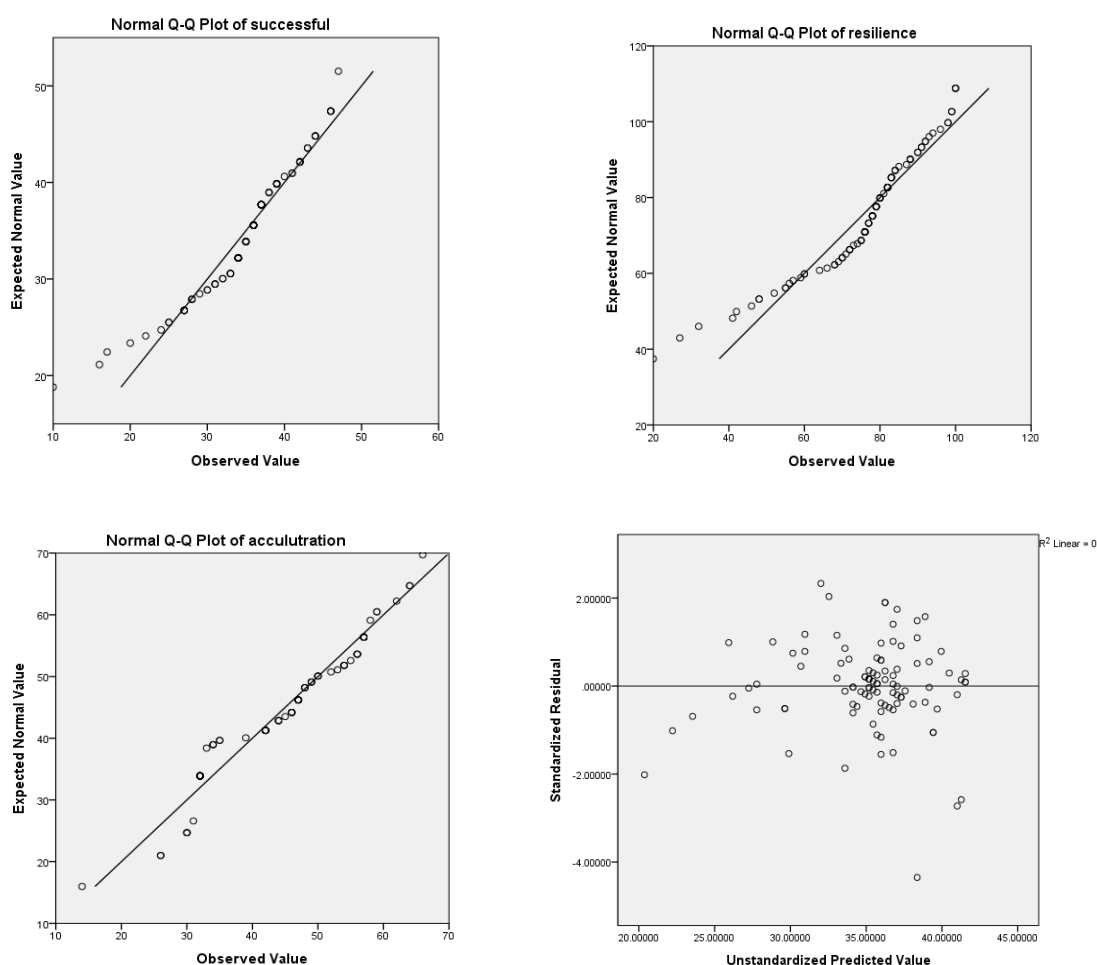 Normal Q-Q Plot of successful
Expected Normal Value
50
40
30
20
10 20 30 40 50 60
Observed Value
Normal Q-Q Plot of resilience
Expected Normal Value
120
100
80
60
40
20
20 40 60 80 100 120
Observed Value
Normal Q-Q Plot of acculutration
Expected Normal Value
70
60
50
40
30
20
10
10 20 30 40 50 60 70
Observed Value
R2 Linear = 0
Standardized Residual
2.00000
.00000
-2.00000
-4.00000
20.00000 25.00000 30.00000 35.00000 40.00000 45.00000
Unstandardized Predicted Value